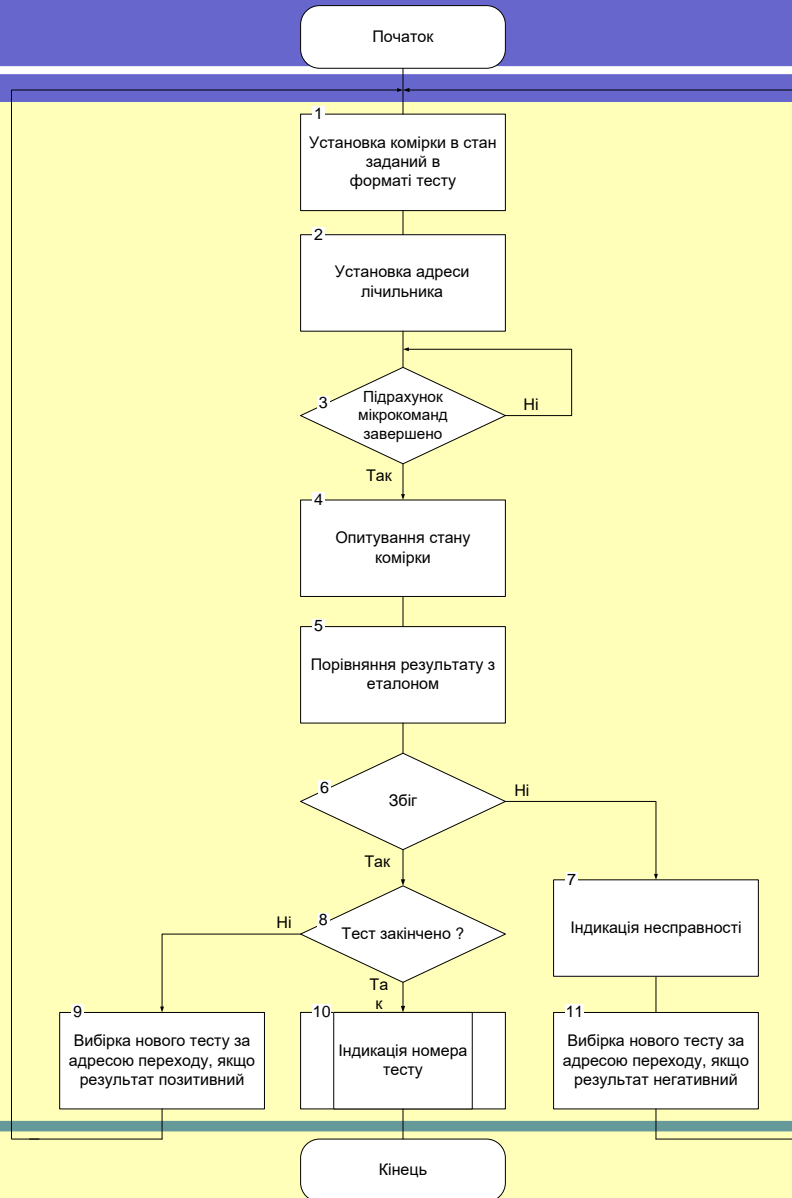 Початок
1
Установка комірки в стан
заданий в
форматі тесту
2
Установка адреси
лічильника
3
Підрахунок
мікрокоманд
завершено
Ні
Так
4
Опитування стану
комірки
5
Порівняння результату з
еталоном
6
Збіг
Ні
Так
7
Індикація несправності
8
Тест закінчено ?
Ні
Та
к
9
Вибірка нового тесту за
адресою переходу, якщо
результат позитивний
10
Індикація номера
тесту
11
Вибірка нового тесту за
адресою переходу, якщо
результат негативний
Кінець